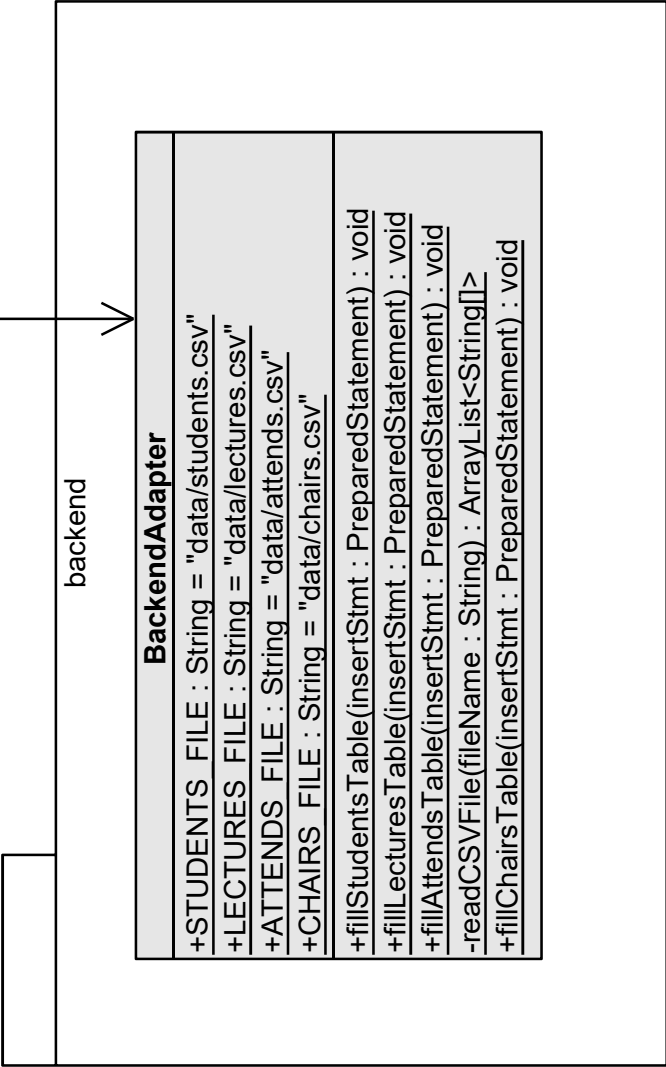 backend
BackendAdapter
+STUDENTS_FILE : String = "data/students.csv"
+LECTURES_FILE : String = "data/lectures.csv"
+ATTENDS_FILE : String = "data/attends.csv"
+CHAIRS_FILE : String = "data/chairs.csv"
+fillStudentsTable(insertStmt : PreparedStatement) : void
+fillLecturesTable(insertStmt : PreparedStatement) : void
+fillAttendsTable(insertStmt : PreparedStatement) : void
-readCSVFile(fileName : String) : ArrayList<String[]>
+fillChairsTable(insertStmt : PreparedStatement) : void